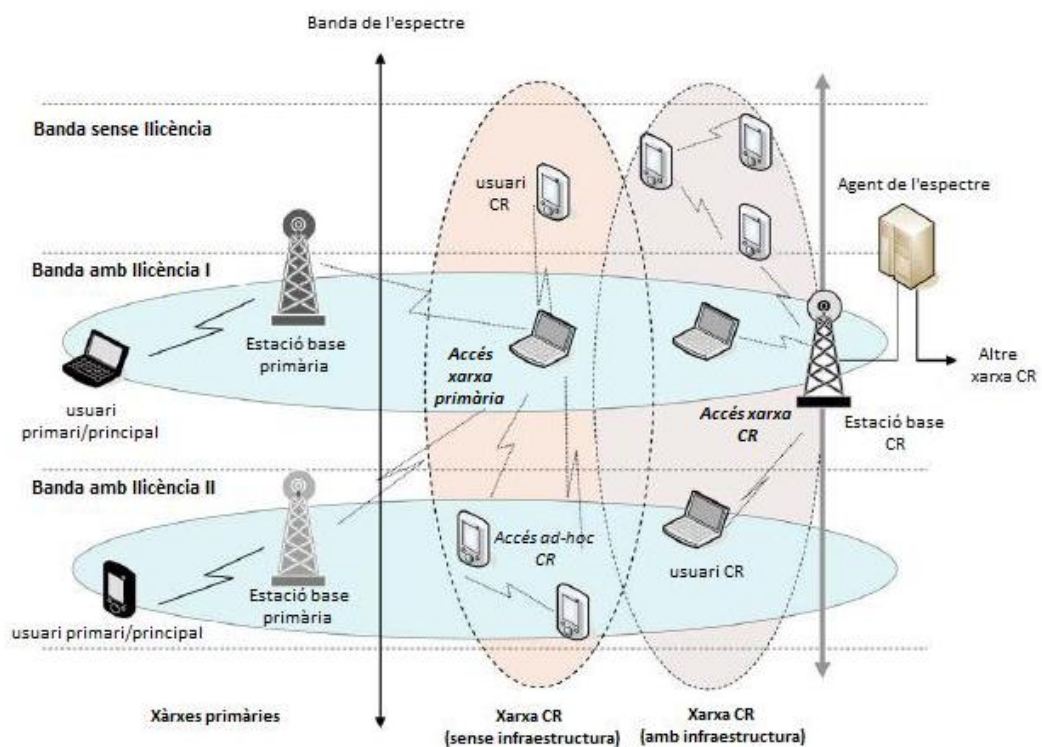 Banda de l'espectre
Banda sense llicència
usuari
CR
Agent de l'espectre
Banda amb llicència I
Estació base
primària
Accés
xarxa
primària
Altre
xarxa CR
usuari
primari/principal
Accés xarxa
CR
Estació base
CR
Banda amb llicència II
Accés ad-hoc
CR
usuari CR
Estació base
primària
usuari primari/principal
Xàrxes primàries
Xarxa CR
(sense infraestructura)
Xarxa CR
(amb infraestructura)